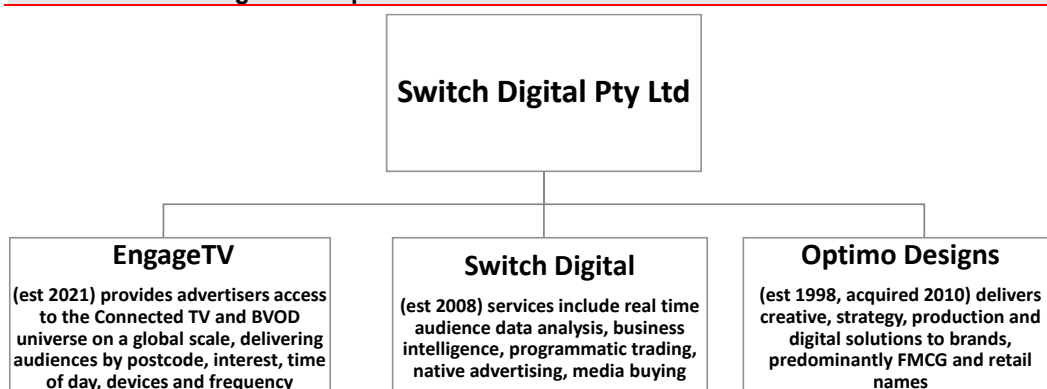 Switch Digital Pty Ltd
EngageTV
(est 2021) provides advertisers access
to the Connected TV and BVOD
universe on a global scale, delivering
audiences by postcode, interest, time
of day, devices and frequency
Switch Digital
(est 2008) services include real time
audience data analysis, business
intelligence, programmatic trading,
native advertising, media buying
Optimo Designs
(est 1998, acquired 2010) delivers
creative, strategy, production and
digital solutions to brands,
predominantly FMCG and retail
names